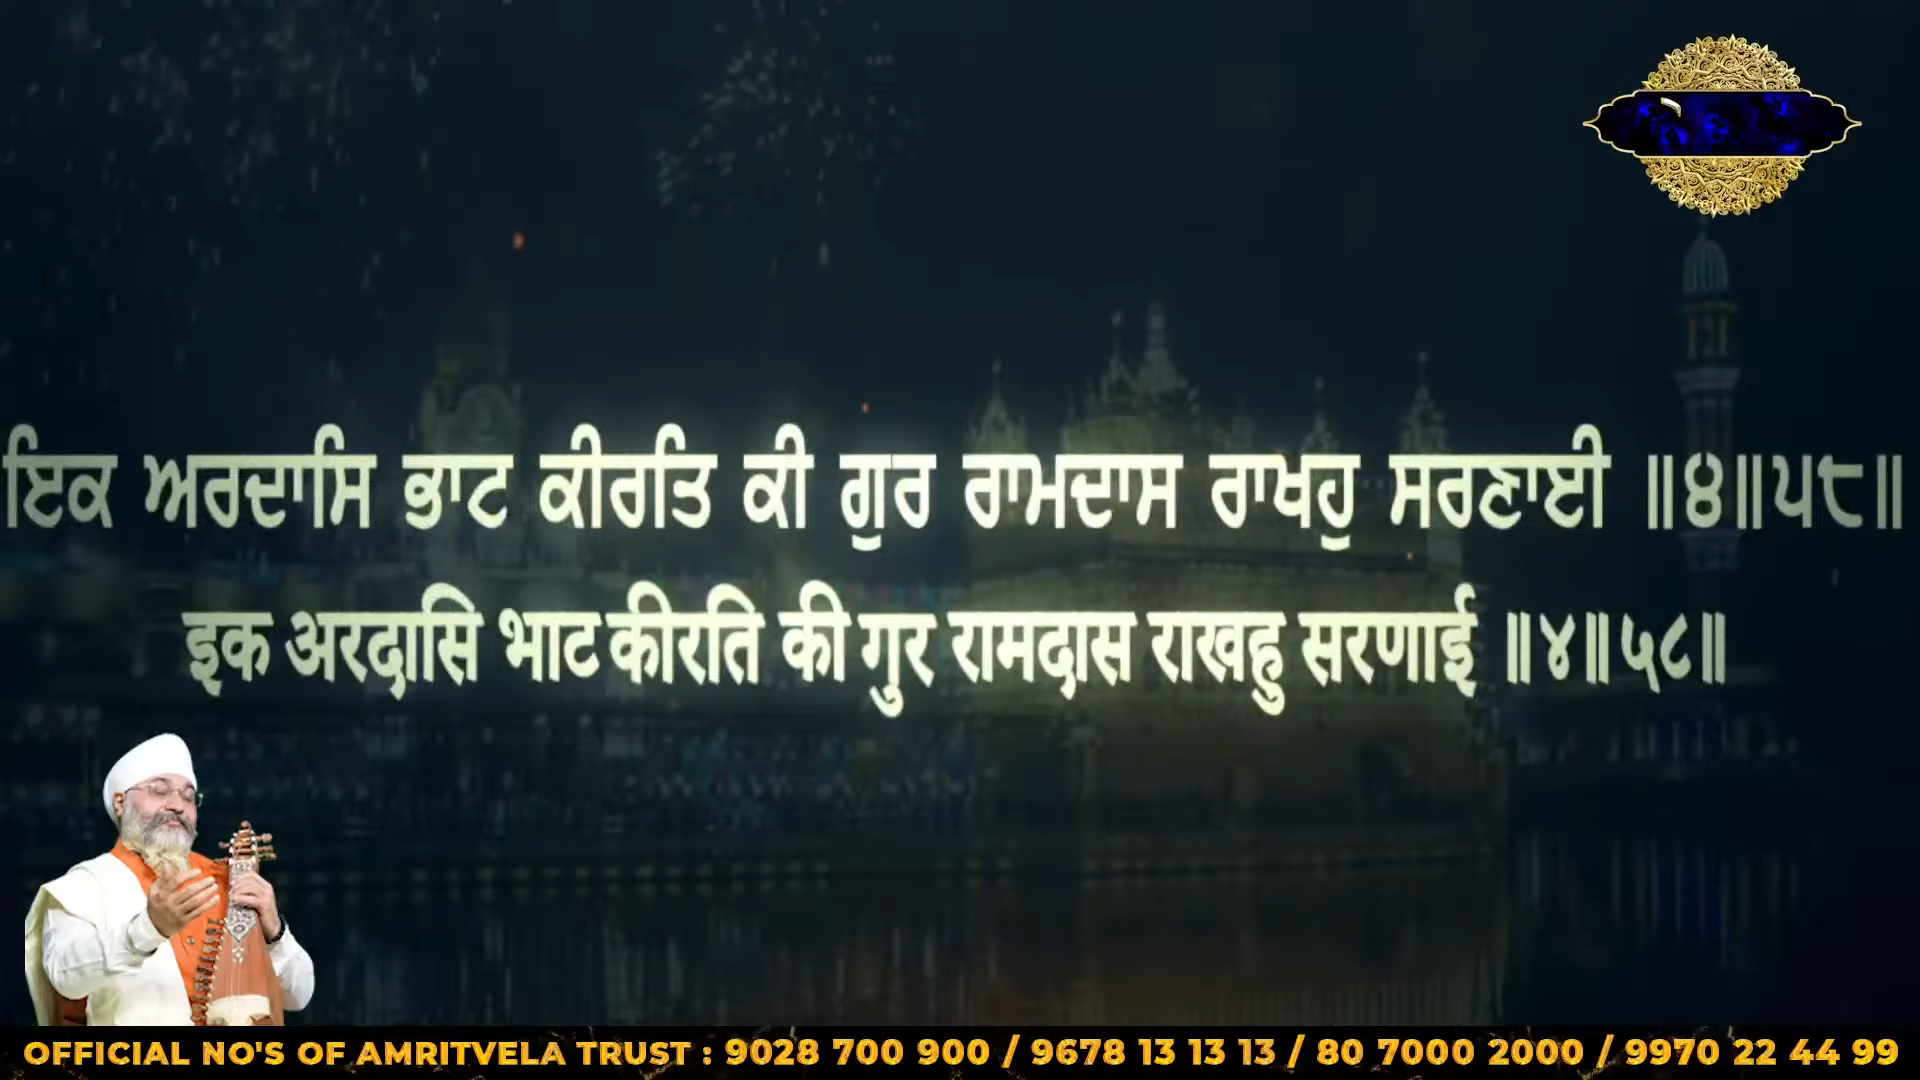 ਇਕ ਅਰਦਾਸਿ ਭਾਟ ਕੀਰਤਿ ਕੀ ਗੁਰ ਰਾਮਦਾਸ ਰਾਖਹੁ ਸਰਣਾਈ ॥੪॥੫੮॥
इक अरदासि भाट कीरति की गुर रामदास राखहु सरणाई ॥४॥५८॥
OFFICIAL NO'S OF AMRITVELA TRUST : 9028 700 900 / 9678 13 13 13 / 80 7000 2000 / 9970 22 44 99